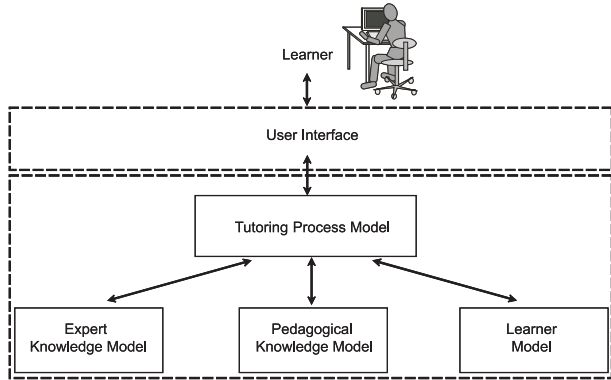 Learner
User Interface
Tutoring Process Model
Expert
Knowledge Model
Pedagogical
Knowledge Model
Learner
Model